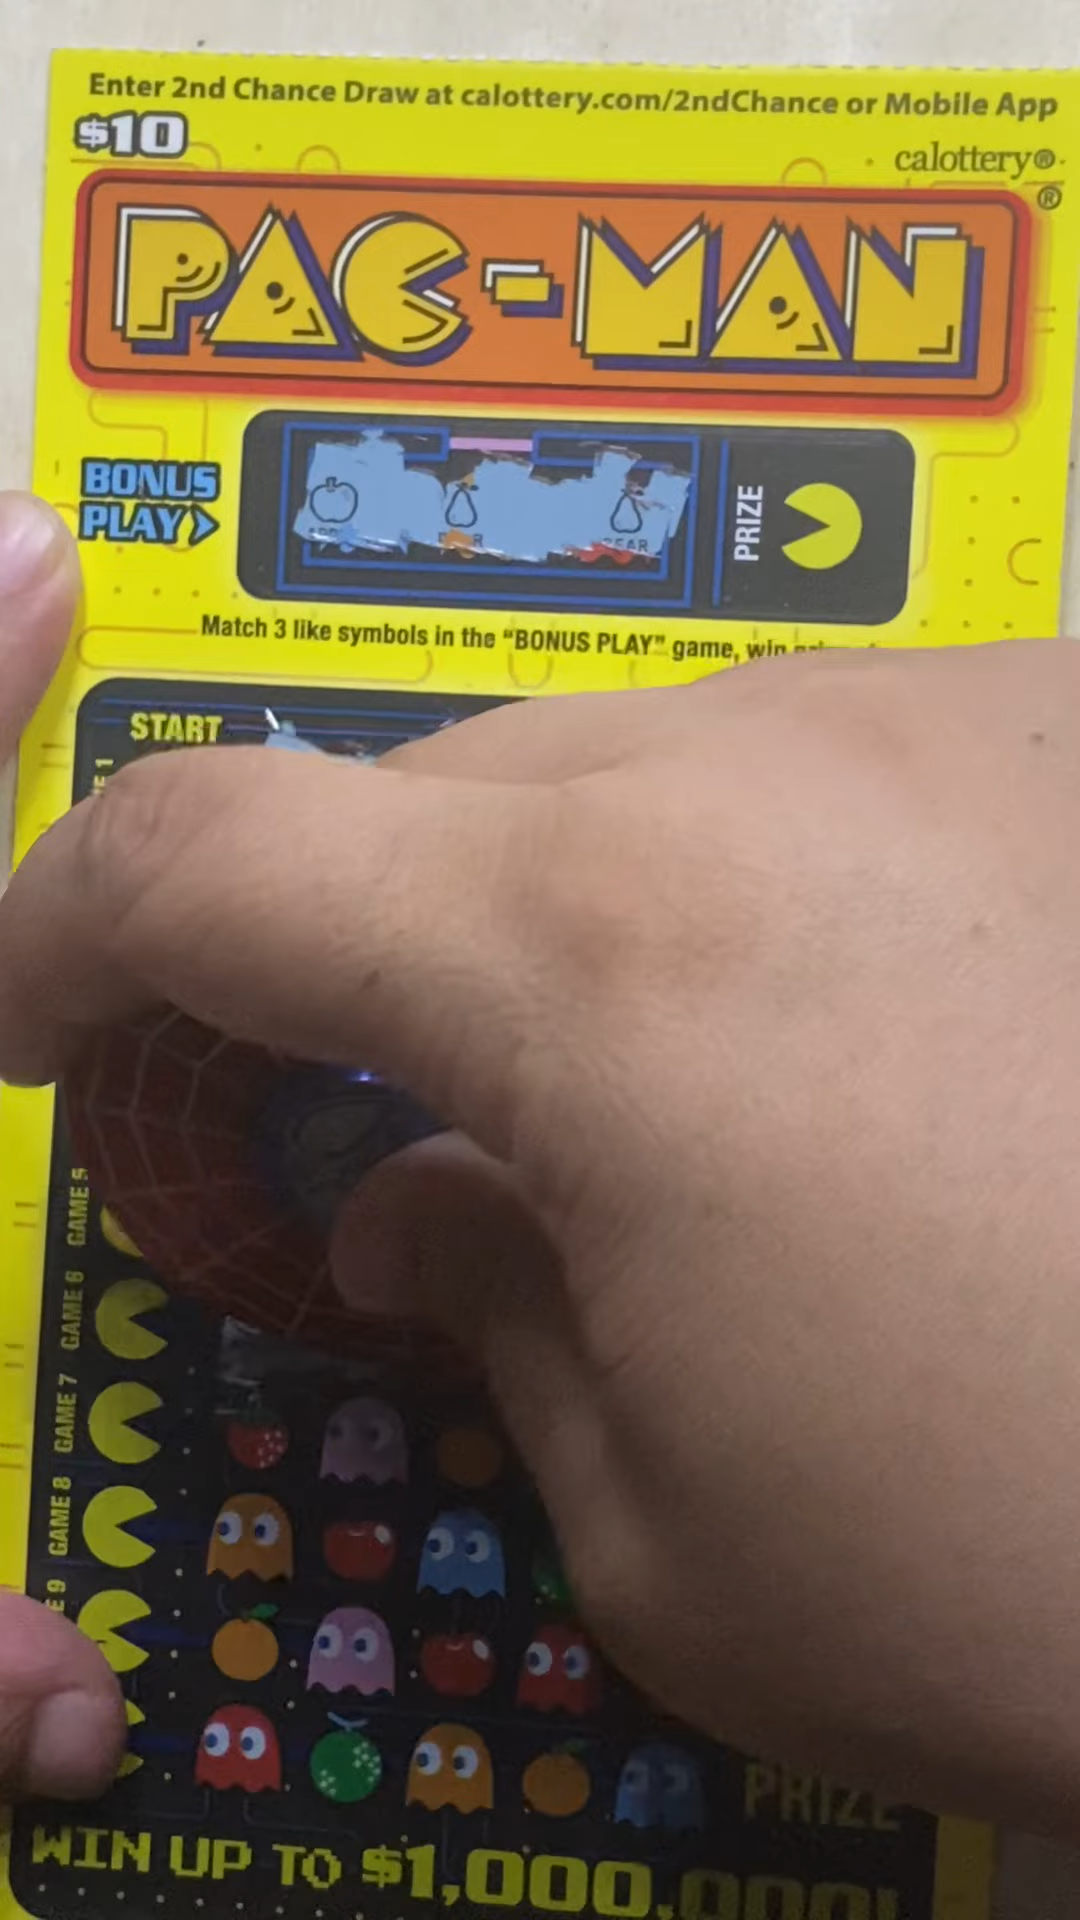 Enter 2nd Chance Draw at calottery.com/2ndChance or Mobile App
$10
calottery®
PAC-MAN®
BONUS
PLAY
PRIZE
PEAR
Match 3 like symbols in the "BONUS PLAY" game, win
START
GAME 5
GAME 6
GAME 7
GAME 8
PRIZE
WIN UP TO $1,000,000!